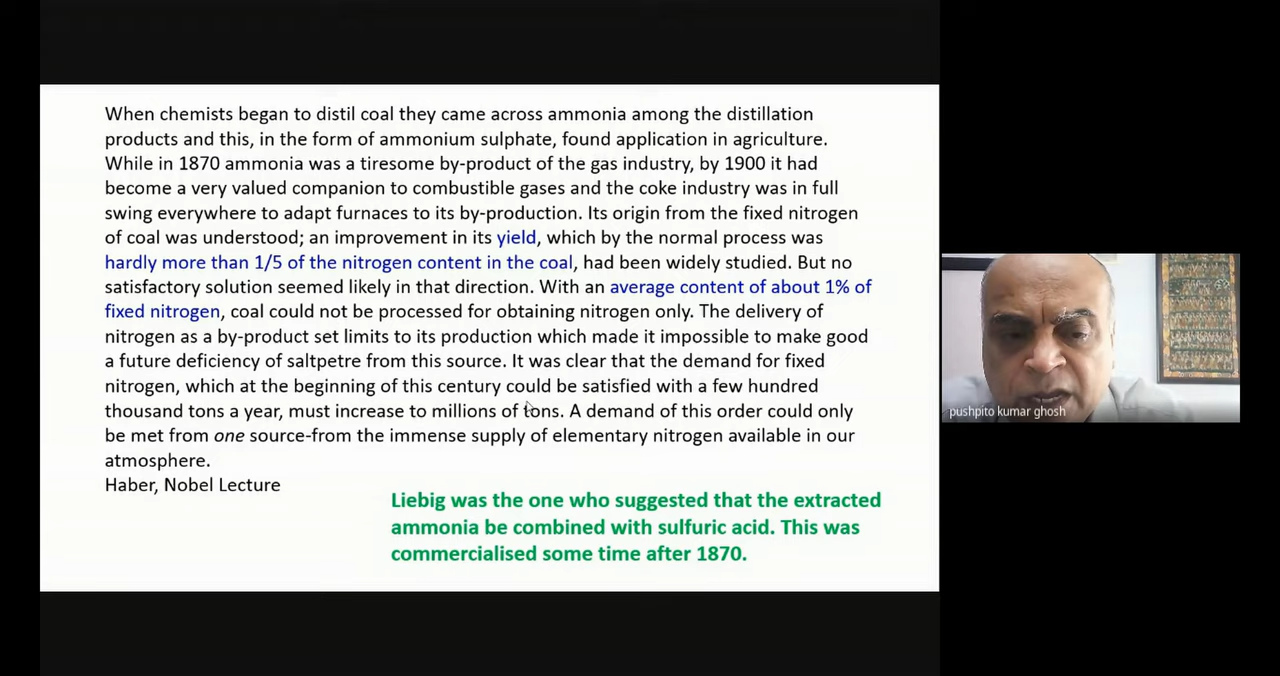 When chemists began to distil coal they came across ammonia among the distillation
products and this, in the form of ammonium sulphate, found application in agriculture.
While in 1870 ammonia was a tiresome by-product of the gas industry, by 1900 it had
become a very valued companion to combustible gases and the coke industry was in full
swing everywhere to adapt furnaces to its by-production. Its origin from the fixed nitrogen
of coal was understood; an improvement in its yield, which by the normal process was
hardly more than 1/5 of the nitrogen content in the coal, had been widely studied. But no
satisfactory solution seemed likely in that direction. With an average content of about 1% of
fixed nitrogen, coal could not be processed for obtaining nitrogen only. The delivery of
nitrogen as a by-product set limits to its production which made it impossible to make good
a future deficiency of saltpetre from this source. It was clear that the demand for fixed
nitrogen, which at the beginning of this century could be satisfied with a few hundred
thousand tons a year, must increase to millions of tons. A demand of this order could only
be met from one source-from the immense supply of elementary nitrogen available in our
atmosphere.
Haber, Nobel Lecture
Liebig was the one who suggested that the extracted
ammonia be combined with sulfuric acid. This was
commercialised some time after 1870.
pushpito kumar ghosh